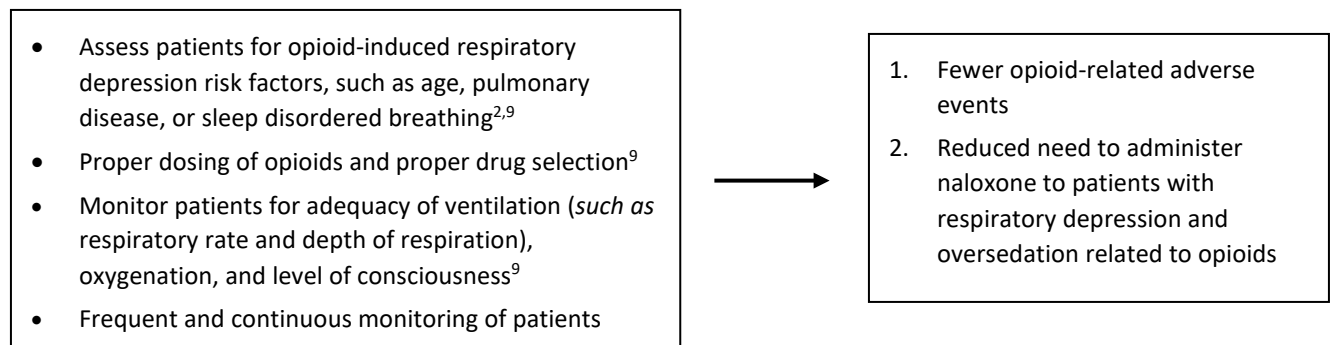 • Assess patients for opioid-induced respiratory
depression risk factors, such as age, pulmonary
disease, or sleep disordered breathing2,9
• Proper dosing of opioids and proper drug selection9
• Monitor patients for adequacy of ventilation (such as
respiratory rate and depth of respiration),
oxygenation, and level of consciousness9
• Frequent and continuous monitoring of patients
1. Fewer opioid-related adverse
events
2. Reduced need to administer
naloxone to patients with
respiratory depression and
oversedation related to opioids